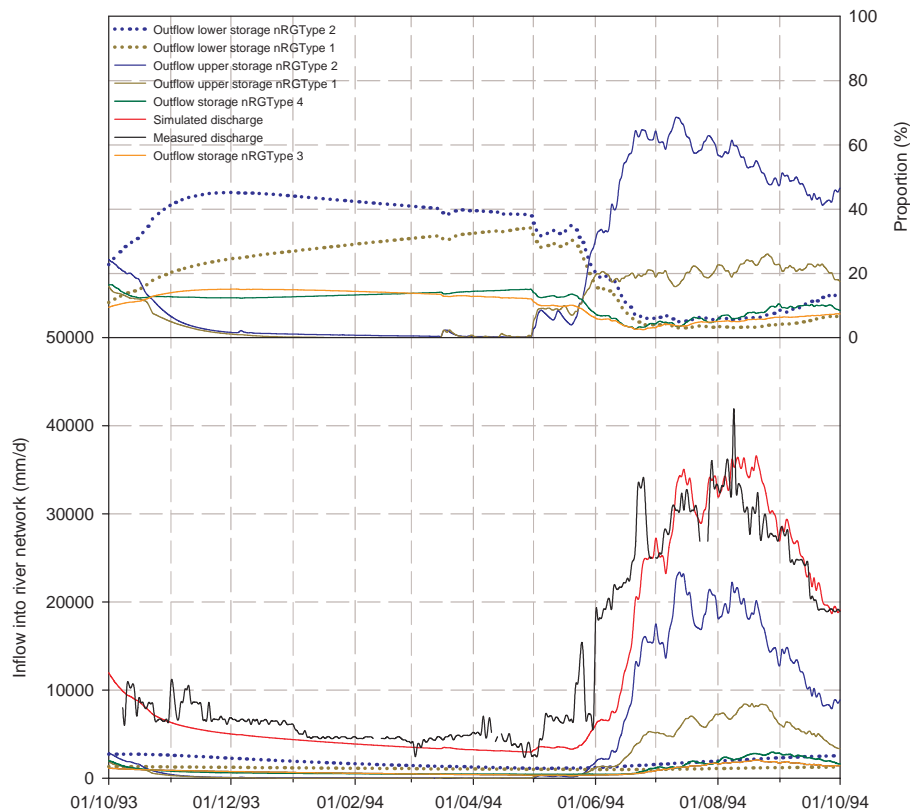 Outflow lower storage nRGType 2
Outflow lower storage nRGType 1
Outflow upper storage nRGType 2
Outflow upper storage nRGType 1
Outflow storage nRGType 4
Simulated discharge
Measured discharge
Outflow storage nRGType 3
100
80
60
40
20
0
Proportion (%)
50000
40000
30000
20000
10000
0
Inflow into river network (mm/d)
01/10/93 01/12/93 01/02/94 01/04/94 01/06/94 01/08/94 01/10/94